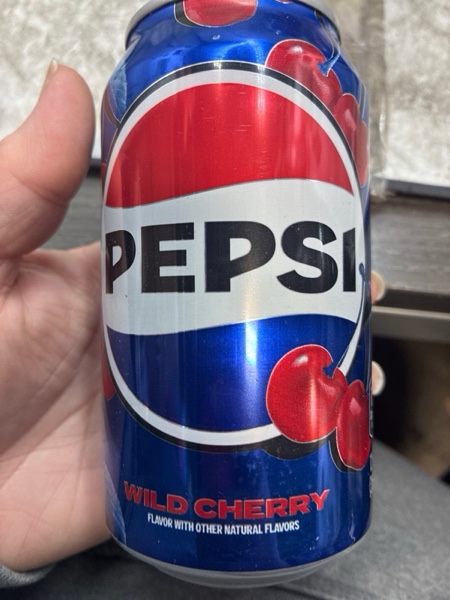 PEPSI
WILD CHERRY
FLAVOR WITH OTHER NATURAL FLAVORS